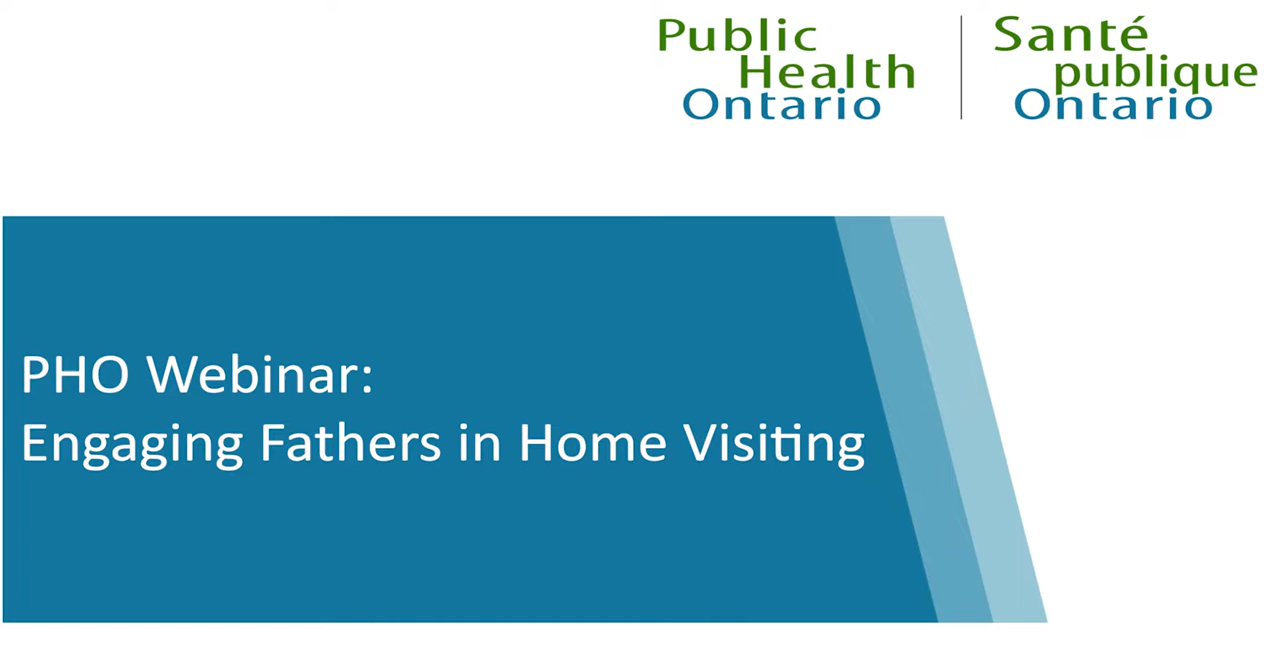 Public
Health
Ontario
Santé
publique
Ontario
PHO Webinar:
Engaging Fathers in Home Visiting